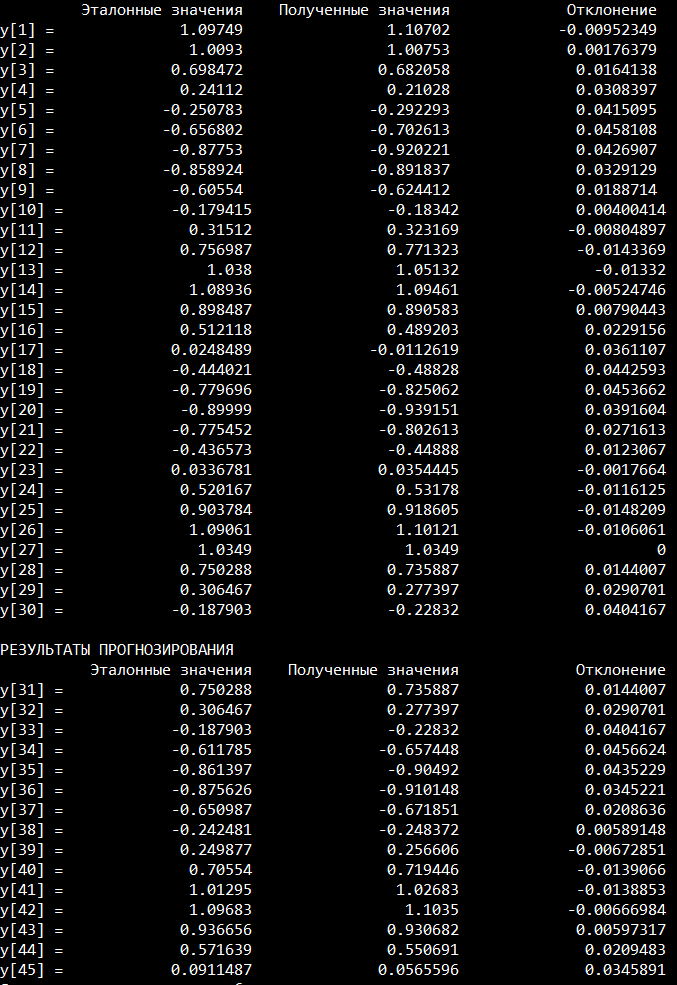 Эталонные значения Полученные значения Отклонение
y[1] = 1.09749 1.10702 -0.00952349
y[2] = 1.0093 1.00753 0.00176379
y[3] = 0.698472 0.682058 0.0164138
y[4] = 0.24112 0.21028 0.0308397
y[5] = -0.250783 -0.292293 0.0415095
y[6] = -0.656802 -0.702613 0.0458108
y[7] = -0.87753 -0.920221 0.0426907
y[8] = -0.858924 -0.891837 0.0329129
y[9] = -0.60554 -0.624412 0.0188714
y[10] = -0.179415 -0.18342 0.00400414
y[11] = 0.31512 0.323169 -0.00804897
y[12] = 0.756987 0.771323 -0.0143369
y[13] = 1.038 1.05132 -0.01332
y[14] = 1.08936 1.09461 -0.00524746
y[15] = 0.898487 0.890583 0.00790443
y[16] = 0.512118 0.489203 0.0229156
y[17] = 0.0248489 -0.0112619 0.0361107
y[18] = -0.444021 -0.48828 0.0442593
y[19] = -0.779696 -0.825062 0.0453662
y[20] = -0.89999 -0.939151 0.0391604
y[21] = -0.775452 -0.802613 0.0271613
y[22] = -0.436573 -0.44888 0.0123067
y[23] = 0.0336781 0.0354445 -0.0017664
y[24] = 0.520167 0.53178 -0.0116125
y[25] = 0.903784 0.918605 -0.0148209
y[26] = 1.09061 1.10121 -0.0106061
y[27] = 1.0349 1.0349 0
y[28] = 0.750288 0.735887 0.0144007
y[29] = 0.306467 0.277397 0.0290701
y[30] = -0.187903 -0.22832 0.0404167
РЕЗУЛЬТАТЫ ПРОГНОЗИРОВАНИЯ
Эталонные значения Полученные значения Отклонение
y[31] = 0.750288 0.735887 0.0144007
y[32] = 0.306467 0.277397 0.0290701
y[33] = -0.187903 -0.22832 0.0404167
y[34] = -0.611785 -0.657448 0.0456624
y[35] = -0.861397 -0.90492 0.0435229
y[36] = -0.875626 -0.910148 0.0345221
y[37] = -0.650987 -0.671851 0.0208636
y[38] = -0.242481 -0.248372 0.00589148
y[39] = 0.249877 0.256606 -0.00672851
y[40] = 0.70554 0.719446 -0.0139066
y[41] = 1.01295 1.02683 -0.0138853
y[42] = 1.09683 1.1035 -0.00666984
y[43] = 0.936656 0.930682 0.00597317
y[44] = 0.571639 0.550691 0.0209483
y[45] = 0.0911487 0.0565596 0.0345891